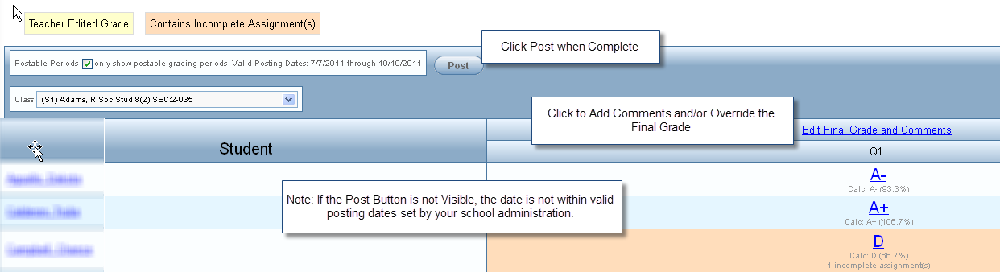 Teacher Edited Grade
Contains Incomplete Assignment(s)
Click Post when Complete
Postable Periods only show postable grading periods Valid Posting Dates: 7/7/2011 through 10/19/2011
Post
Class (S1) Adams, R Soc Stud 8(2) SEC:2-035
Click to Add Comments and/or Override the
Final Grade
Edit Final Grade and Comments
Student
Q1
A-
Calc: A- (93.3%)
Note: If the Post Button is not Visible, the date is not within valid
posting dates set by your school administration.
A+
Calc: A+ (106.7%)
D
Calc: D (66.7%)
1 incomplete assignment(s)